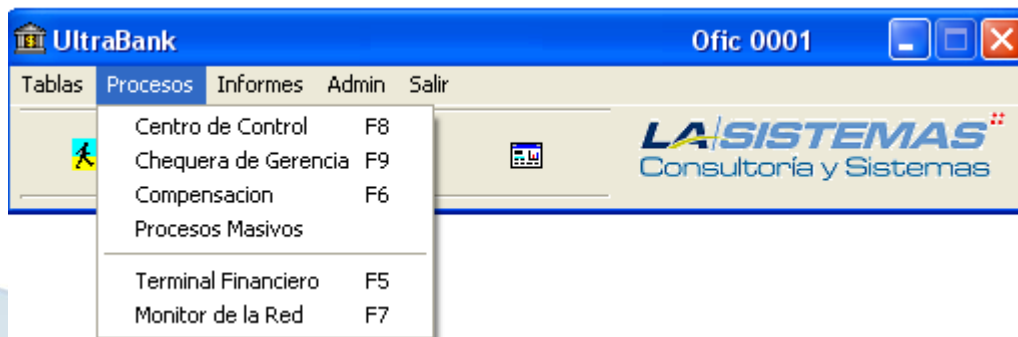 UltraBank Ofic 0001
Tablas Procesos Informes Admin Salir
Centro de Control F8
Chequera de Gerencia F9
Compensacion F6
Procesos Masivos
Terminal Financiero F5
Monitor de la Red F7
LA SISTEMAS
Consultoría y Sistemas